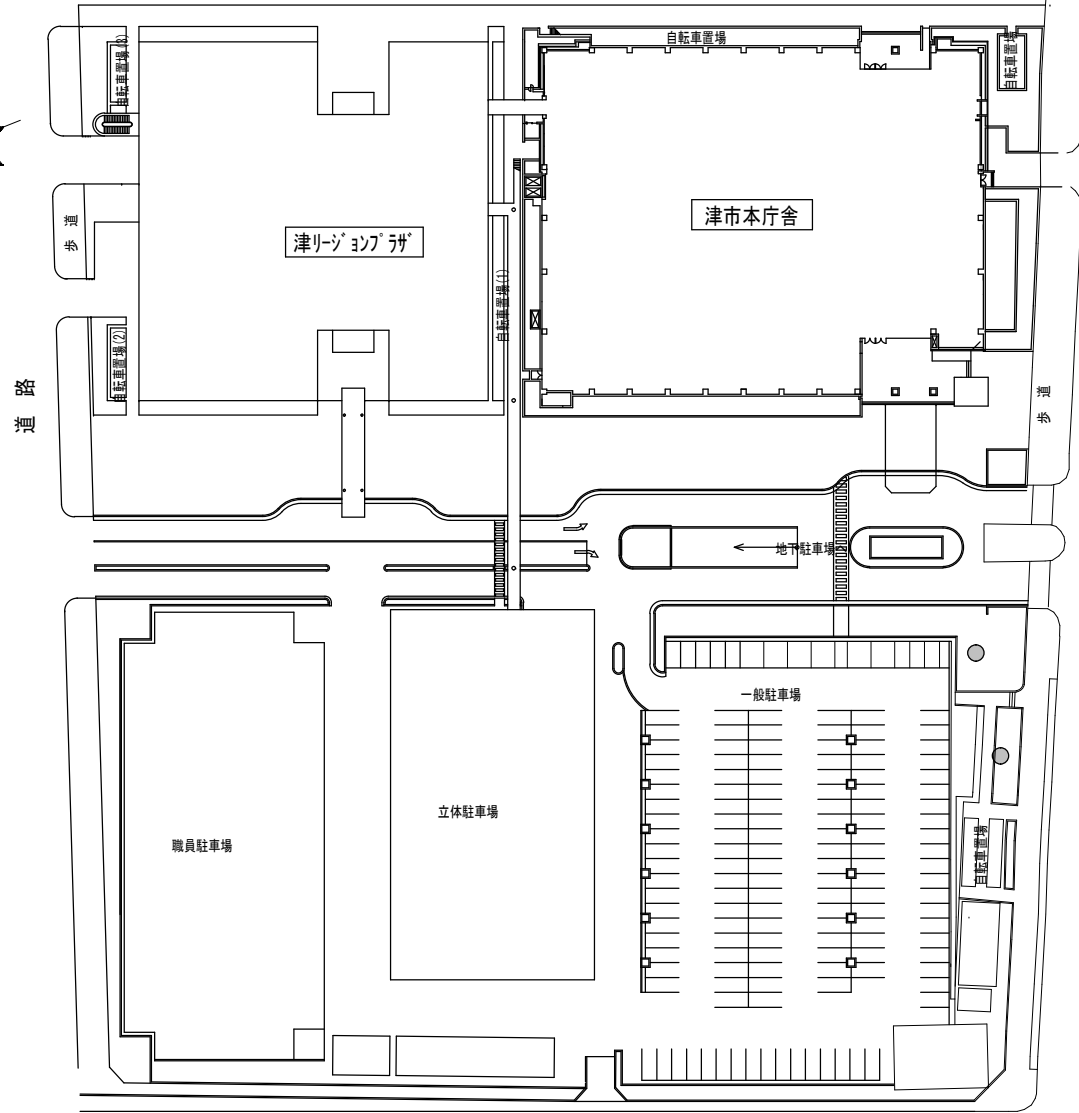 自転車置場(3)
自転車置場
自転車置場
歩道
津リージョンプラザ
津市本庁舎
自転車置場(1)
自転車置場(2)
道路
歩道
地下駐車場
一般駐車場
立体駐車場
職員駐車場
自転車置場